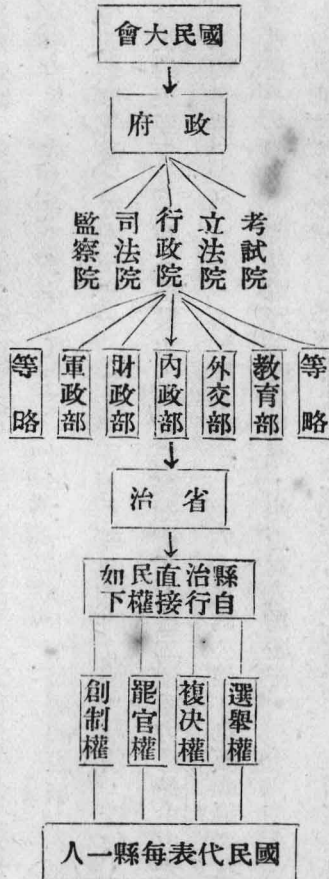 國民大會
政府
考試院
立法院
行政院
司法院
監察院
等略
教育部
外交部
內政部
財政部
軍政部
等略
省治
縣治直民如
自行接權下
選舉權
複决權
罷官權
創制權
國民代表每縣一人